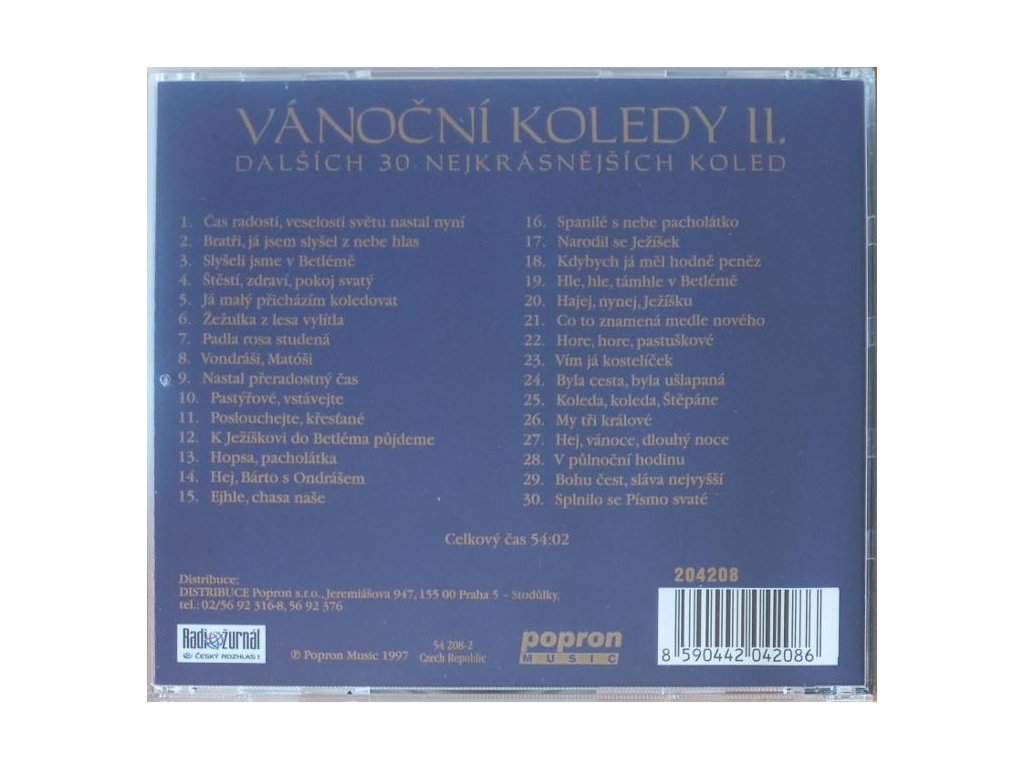 VÁNOČNÍ KOLEDY II.
DALŠÍCH 30 NEJKRÁSNĚJŠÍCH KOLED
1. Čas radosti, veselosti světu nastal nyní
2. Bratři, já jsem slyšel z nebe hlas
3. Slyšeli jsme v Betlémě
4. Štěstí, zdraví, pokoj svatý
5. Já malý přicházím koledovat
6. Žežulka z lesa vylítla
7. Padla rosa studená
8. Vondráši, Matóši
9. Nastal přeradostný čas
10. Pastýřové, vstávejte
11. Poslouchejte, křesťané
12. K Ježíškovi do Betléma půjdeme
13. Hopsa, pacholátka
14. Hej, Bárto s Ondrášem
15. Ejhle, chasa naše
16. Spanilé s nebe pacholátko
17. Narodil se Ježíšek
18. Kdybych já měl hodně peněz
19. Hle, hle, támhle v Betlémě
20. Hajej, nynej, Ježíšku
21. Co to znamená medle nového
22. Hore, hore, pastuškové
23. Vím já kostelíček
24. Byla cesta, byla ušlapaná
25. Koleda, koleda, Štěpáne
26. My tři králové
27. Hej, vánoce, dlouhý noce
28. V půlnoční hodinu
29. Bohu čest, sláva nejvyšší
30. Splnilo se Písmo svaté
Celkový čas 54:02
Distribuce:
DISTRIBUCE Popron s.r.o., Jeremiášova 947, 155 00 Praha 5 – Stodůlky,
tel.: 02/56 92 316-8, 56 92 376
Radiožurnál
ČESKÝ ROZHLAS 1
℗ Popron Music 1997
54 208-2
Czech Republic
popron
MUSIC
204208
8 590442 042086